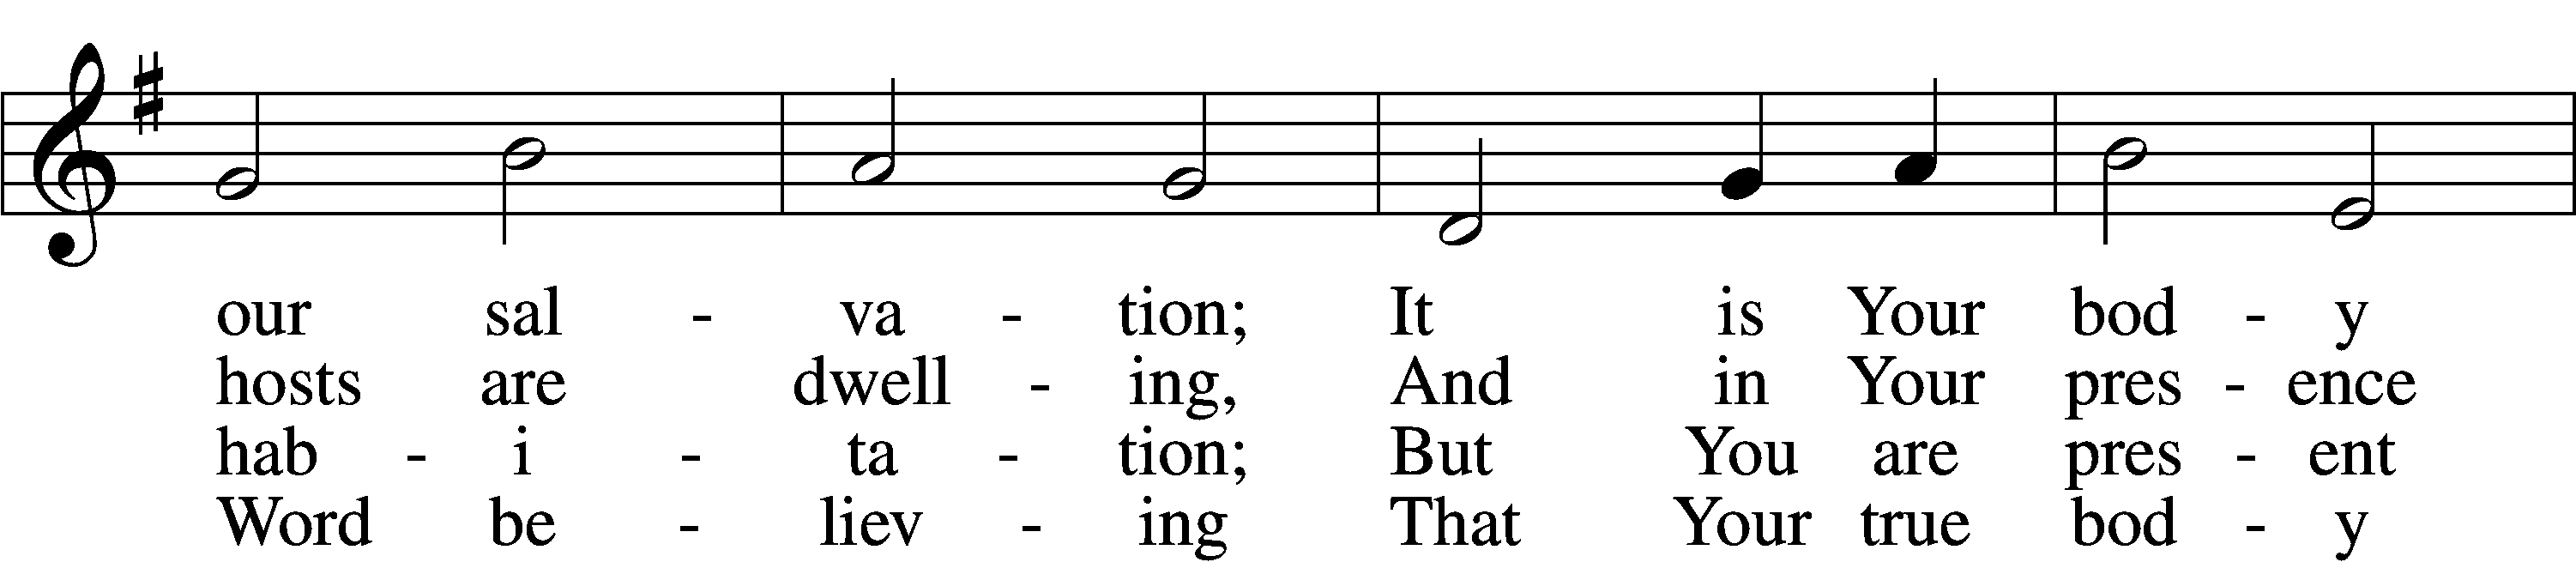 our sal - va - tion; It is Your bod - y
hosts are dwell - ing, And in Your pres - ence
hab - i - ta - tion; But You are pres - ent
Word be - liev - ing That Your true bod - y